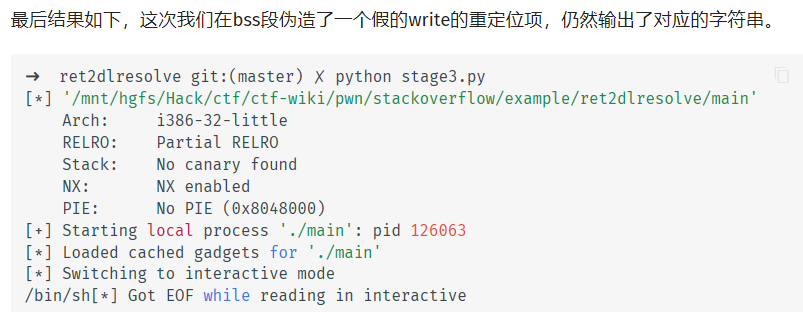 最后结果如下，这次我们在bss段伪造了一个假的write的重定位项，仍然输出了对应的字符串。
➜  ret2dlresolve git:(master) ✗ python stage3.py
[*] '/mnt/hgfs/Hack/ctf/ctf-wiki/pwn/stackoverflow/example/ret2dlresolve/main'
    Arch:     i386-32-little
    RELRO:    Partial RELRO
    Stack:    No canary found
    NX:       NX enabled
    PIE:      No PIE (0x8048000)
[+] Starting local process './main': pid 126063
[*] Loaded cached gadgets for './main'
[*] Switching to interactive mode
/bin/sh[*] Got EOF while reading in interactive